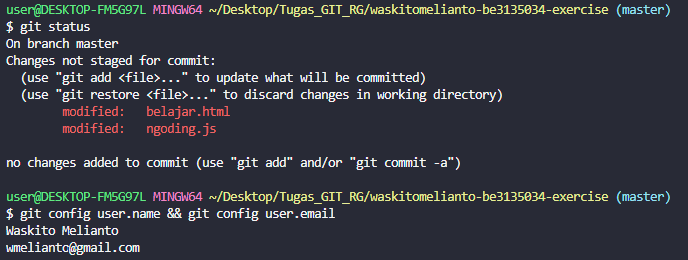 user@DESKTOP-FM5G97L MINGW64 ~/Desktop/Tugas_GIT_RG/waskitomelianto-be3135034-exercise (master)
$ git status
On branch master
Changes not staged for commit:
  (use "git add <file>..." to update what will be committed)
  (use "git restore <file>..." to discard changes in working directory)
        modified:   belajar.html
        modified:   ngoding.js

no changes added to commit (use "git add" and/or "git commit -a")

user@DESKTOP-FM5G97L MINGW64 ~/Desktop/Tugas_GIT_RG/waskitomelianto-be3135034-exercise (master)
$ git config user.name && git config user.email
Waskito Melianto
wmelianto@gmail.com